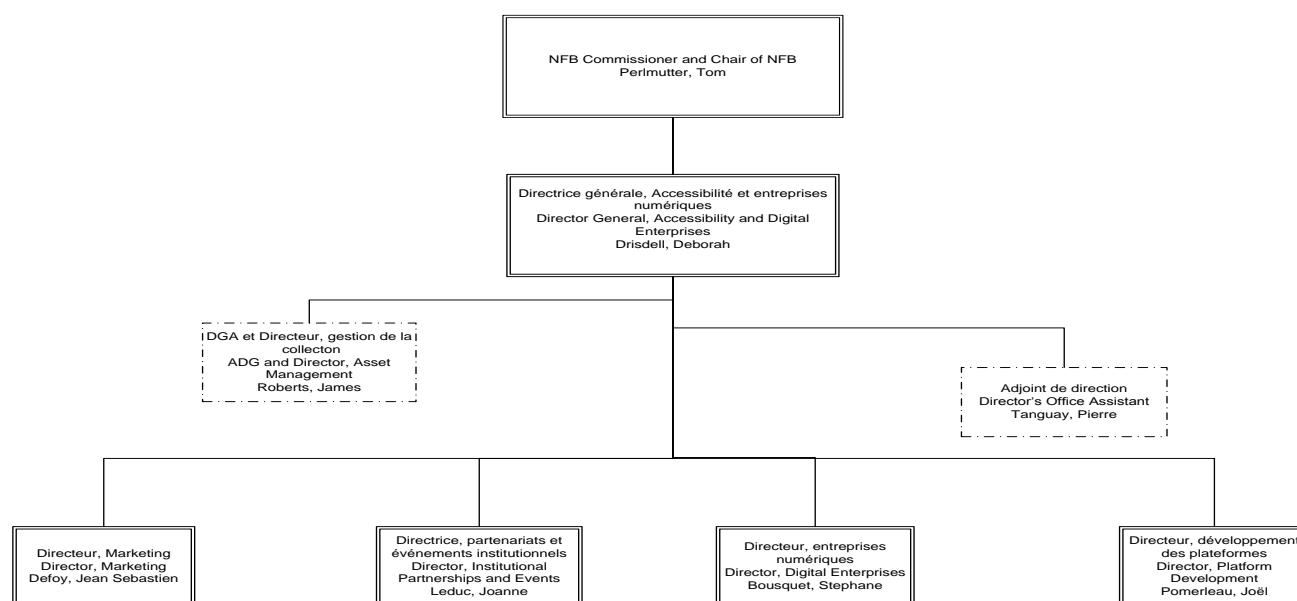 NFB Commissioner and Chair of NFB
Perlmutter, Tom
Directrice générale, Accessibilité et entreprises
numériques
Director General, Accessibility and Digital
Enterprises
Drisdell, Deborah
DGA et Directeur, gestion de la
collecton
ADG and Director, Asset
Management
Roberts, James
Adjoint de direction
Director's Office Assistant
Tanguay, Pierre
Directeur, Marketing
Director, Marketing
Defoy, Jean Sebastien
Directrice, partenariats et
événements institutionnels
Director, Institutional
Partnerships and Events
Leduc, Joanne
Directeur, entreprises
numériques
Director, Digital Enterprises
Bousquet, Stephane
Directeur, développement
des plateformes
Director, Platform
Development
Pomerleau, Joël